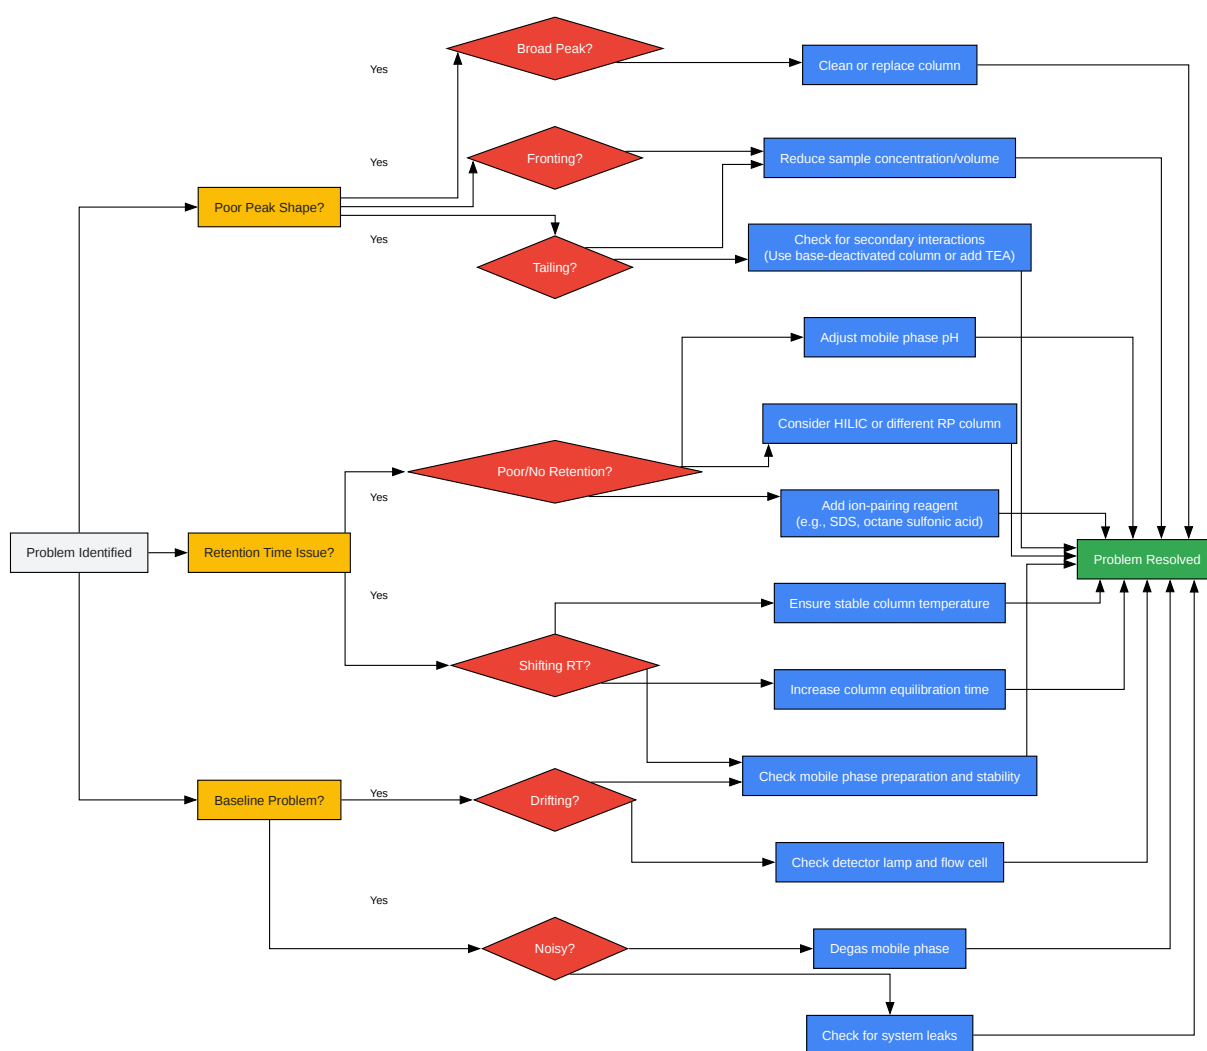 Broad Peak?
Yes
Clean or replace column
Fronting?
Yes
Reduce sample concentration/volume
Poor Peak Shape?
Yes
Tailing?
Check for secondary interactions
(Use base-deactivated column or add TEA)
Adjust mobile phase pH
Consider HILIC or different RP column
Poor/No Retention?
Yes
Add ion-pairing reagent
(e.g., SDS, octane sulfonic acid)
Problem Identified
Retention Time Issue?
Problem Resolved
Yes
Ensure stable column temperature
Shifting RT?
Increase column equilibration time
Check mobile phase preparation and stability
Baseline Problem?
Yes
Drifting?
Check detector lamp and flow cell
Yes
Noisy?
Degas mobile phase
Check for system leaks